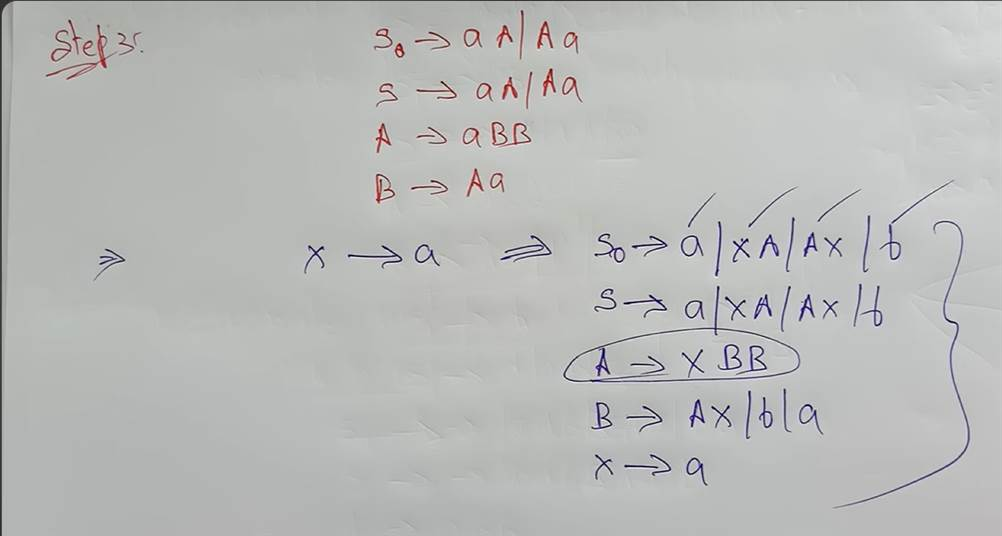 Step 3:
S₀ → aA | Aa
S → aA/Aa
A → aBB
B → Aa
⇒ X → a ⇒ S₀ → a | XA | AX | b
S → a | XA | AX | b
A → XBB
B → AX | b | a
X → a